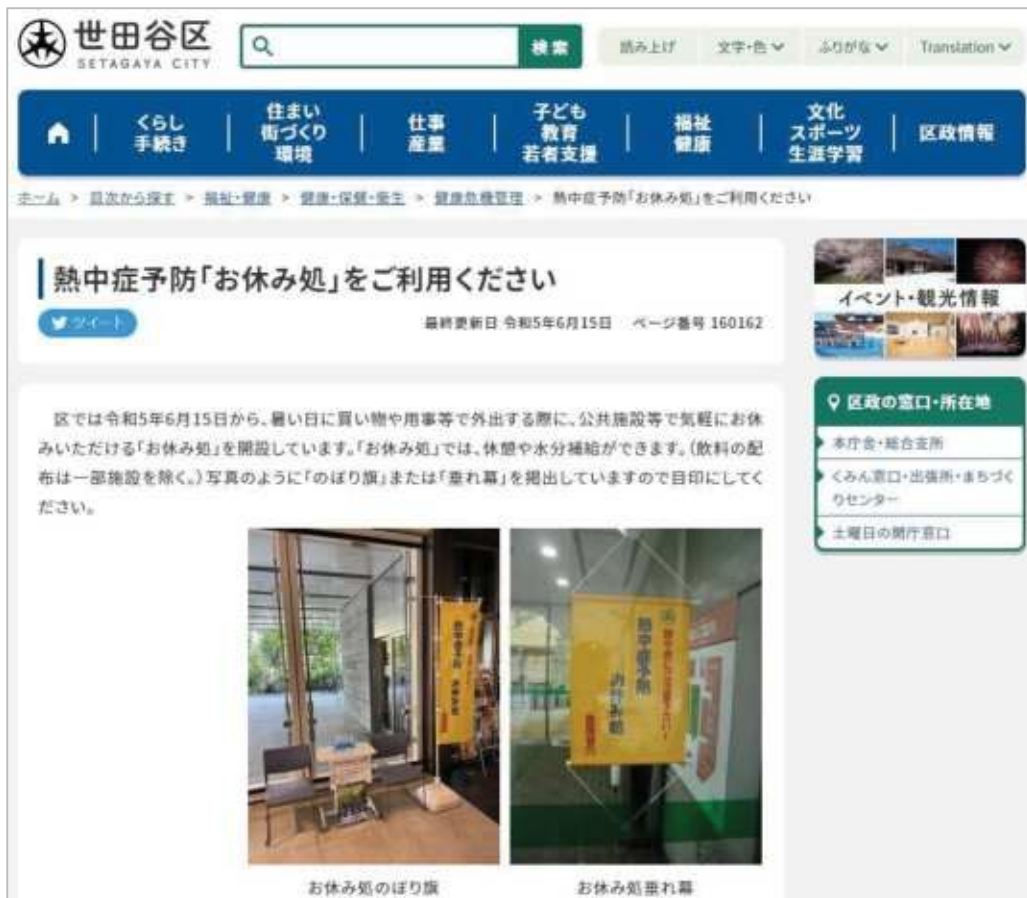 世田谷区
SETAGAYA CITY
検索
読み上げ
文字・色
ふりがな
Translation
くらし
手続き
住まい
街づくり
環境
仕事
産業
子ども
教育
若者支援
福祉
健康
文化
スポーツ
生涯学習
区政情報
ホーム > 目次から探す > 福祉・健康 > 健康・保健・衛生 > 健康危機管理 > 熱中症予防「お休み処」をご利用ください
熱中症予防「お休み処」をご利用ください
ツイート
最終更新日 令和5年6月15日 ページ番号 160162
イベント・観光情報
区政の窓口・所在地
本庁舎・総合支所
くみん窓口・出張所・まちづく
りセンター
土曜日の開庁窓口
区では令和5年6月15日から、暑い日に買い物や用事等で外出する際に、公共施設等で気軽にお休
みいただける「お休み処」を開設しています。「お休み処」では、休憩や水分補給ができます。(飲料の配
布は一部施設を除く。)写真のように「のぼり旗」または「垂れ幕」を掲出していますので目印にしてく
ださい。
熱中症予防 お休み処
熱中症予防
お休み処
お休み処のぼり旗
お休み処垂れ幕